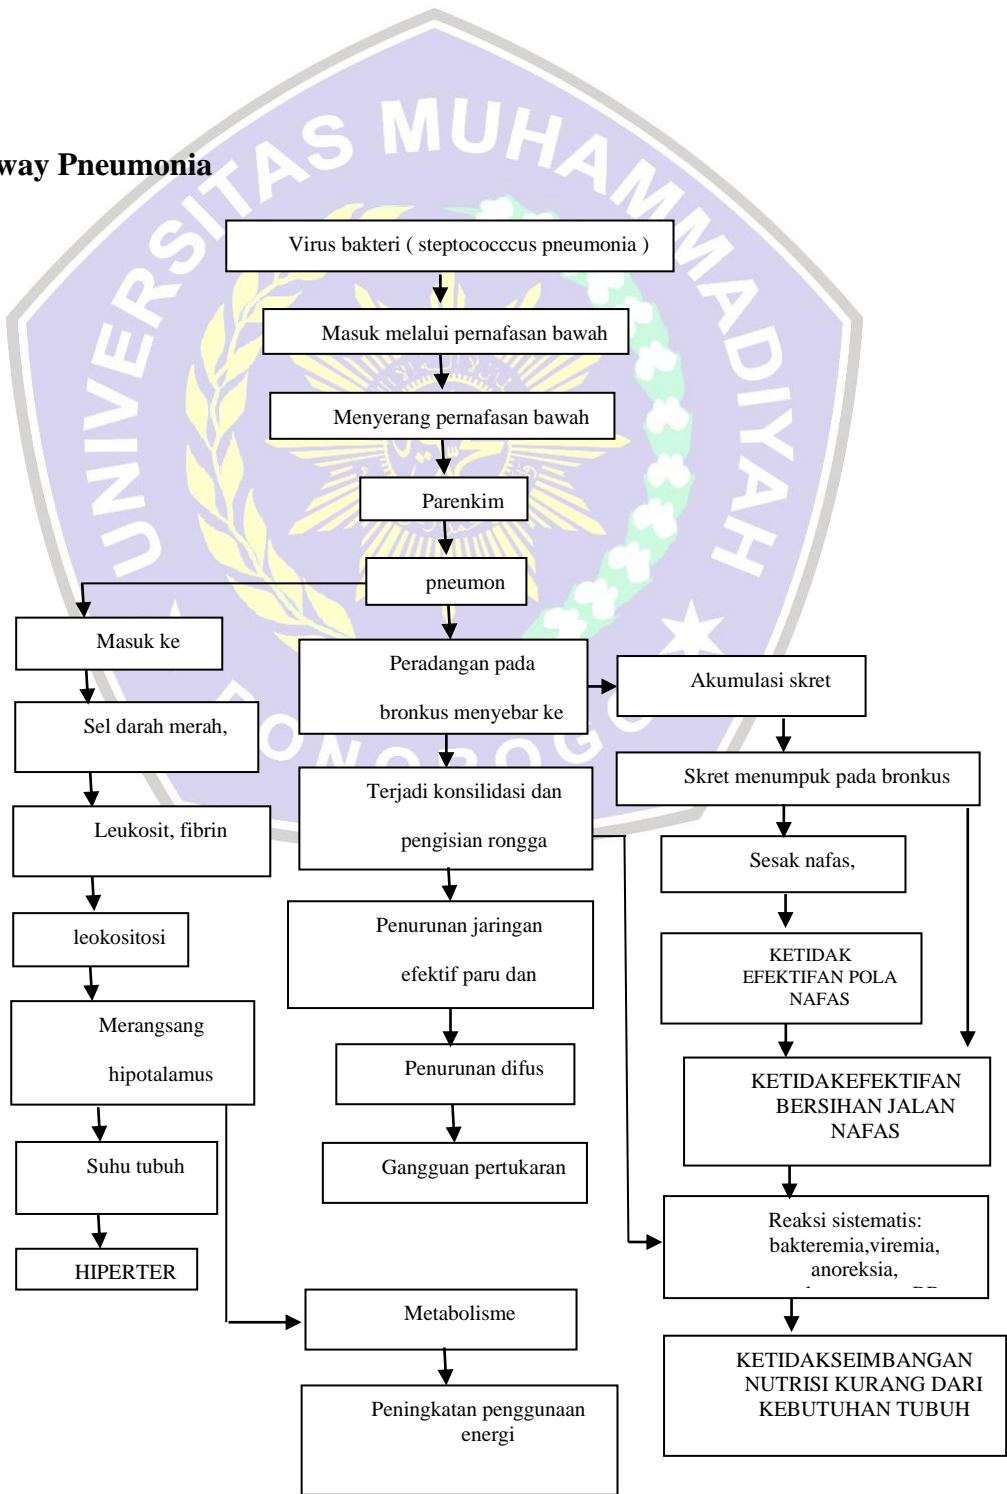 UNIVERSITAS MUHAMMADIYAH
PONOROGO
way Pneumonia
Virus bakteri ( steptococccus pneumonia )
Masuk melalui pernafasan bawah
Menyerang pernafasan bawah
Parenkim
pneumon
Masuk ke
Sel darah merah,
Leukosit, fibrin
leokositosi
Merangsang
hipotalamus
Suhu tubuh
HIPERTER
Peradangan pada
bronkus menyebar ke
Terjadi konsilidasi dan
pengisian rongga
Penurunan jaringan
efektif paru dan
Penurunan difus
Gangguan pertukaran
Metabolisme
Peningkatan penggunaan
energi
Akumulasi skret
Skret menumpuk pada bronkus
Sesak nafas,
KETIDAK
EFEKTIFAN POLA
NAFAS
KETIDAKEFEKTIFAN
BERSIHAN JALAN
NAFAS
Reaksi sistematis:
bakteremia,viremia,
anoreksia,
KETIDAKSEIMBANGAN
NUTRISI KURANG DARI
KEBUTUHAN TUBUH